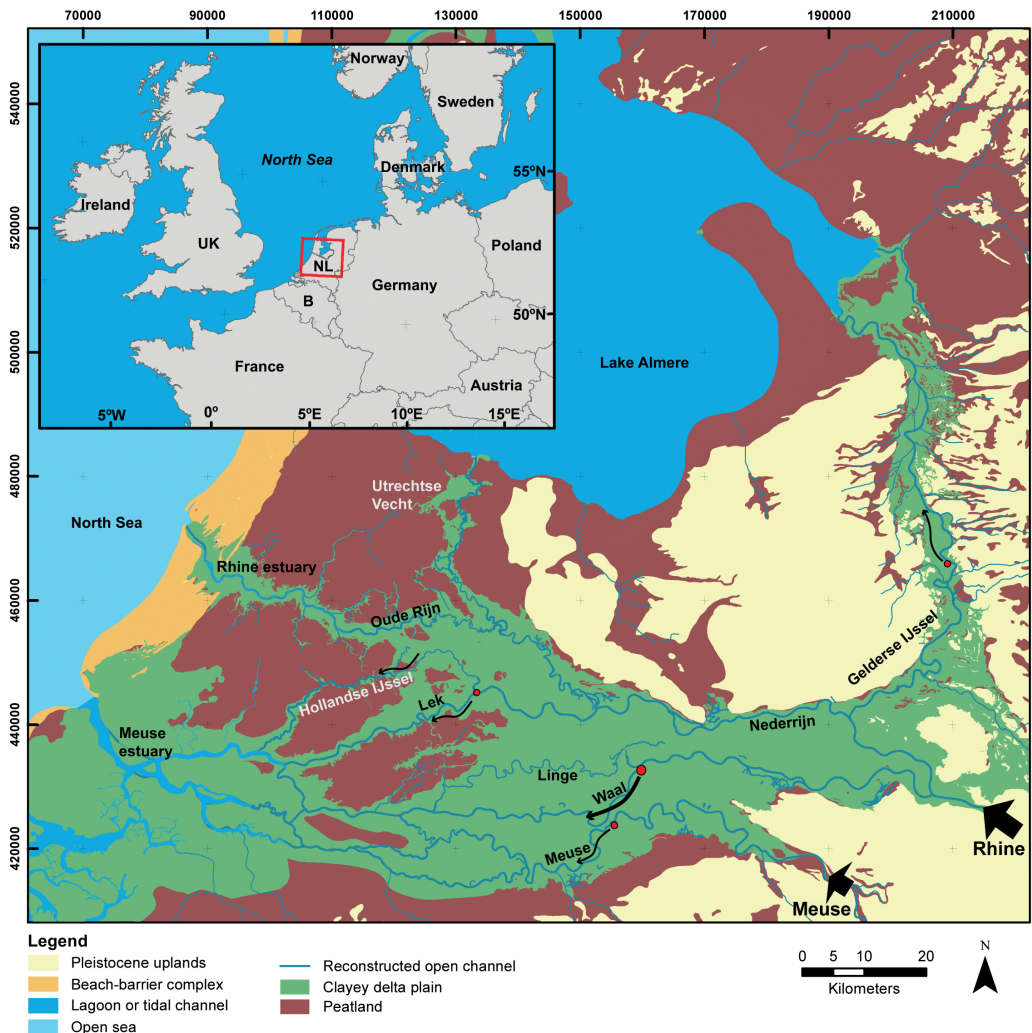 70000 90000 110000 130000 150000 170000 190000 210000
540000
520000
500000
480000
460000
440000
420000
Norway
Sweden
North Sea
Denmark
55ºN
Ireland
UK
Poland
NL
Germany
B
50ºN
France
Austria
5ºW 0º 5ºE 10ºE 15ºE
Lake Almere
Utrechtse
Vecht
North Sea
Rhine estuary
Oude Rijn
Gelderse IJssel
Hollandse IJssel
Lek
Nederrijn
Meuse
estuary
Linge
Waal
Meuse
Rhine
Meuse
Legend
Pleistocene uplands
Beach-barrier complex
Lagoon or tidal channel
Open sea
Reconstructed open channel
Clayey delta plain
Peatland
0 5 10 20
Kilometers
N